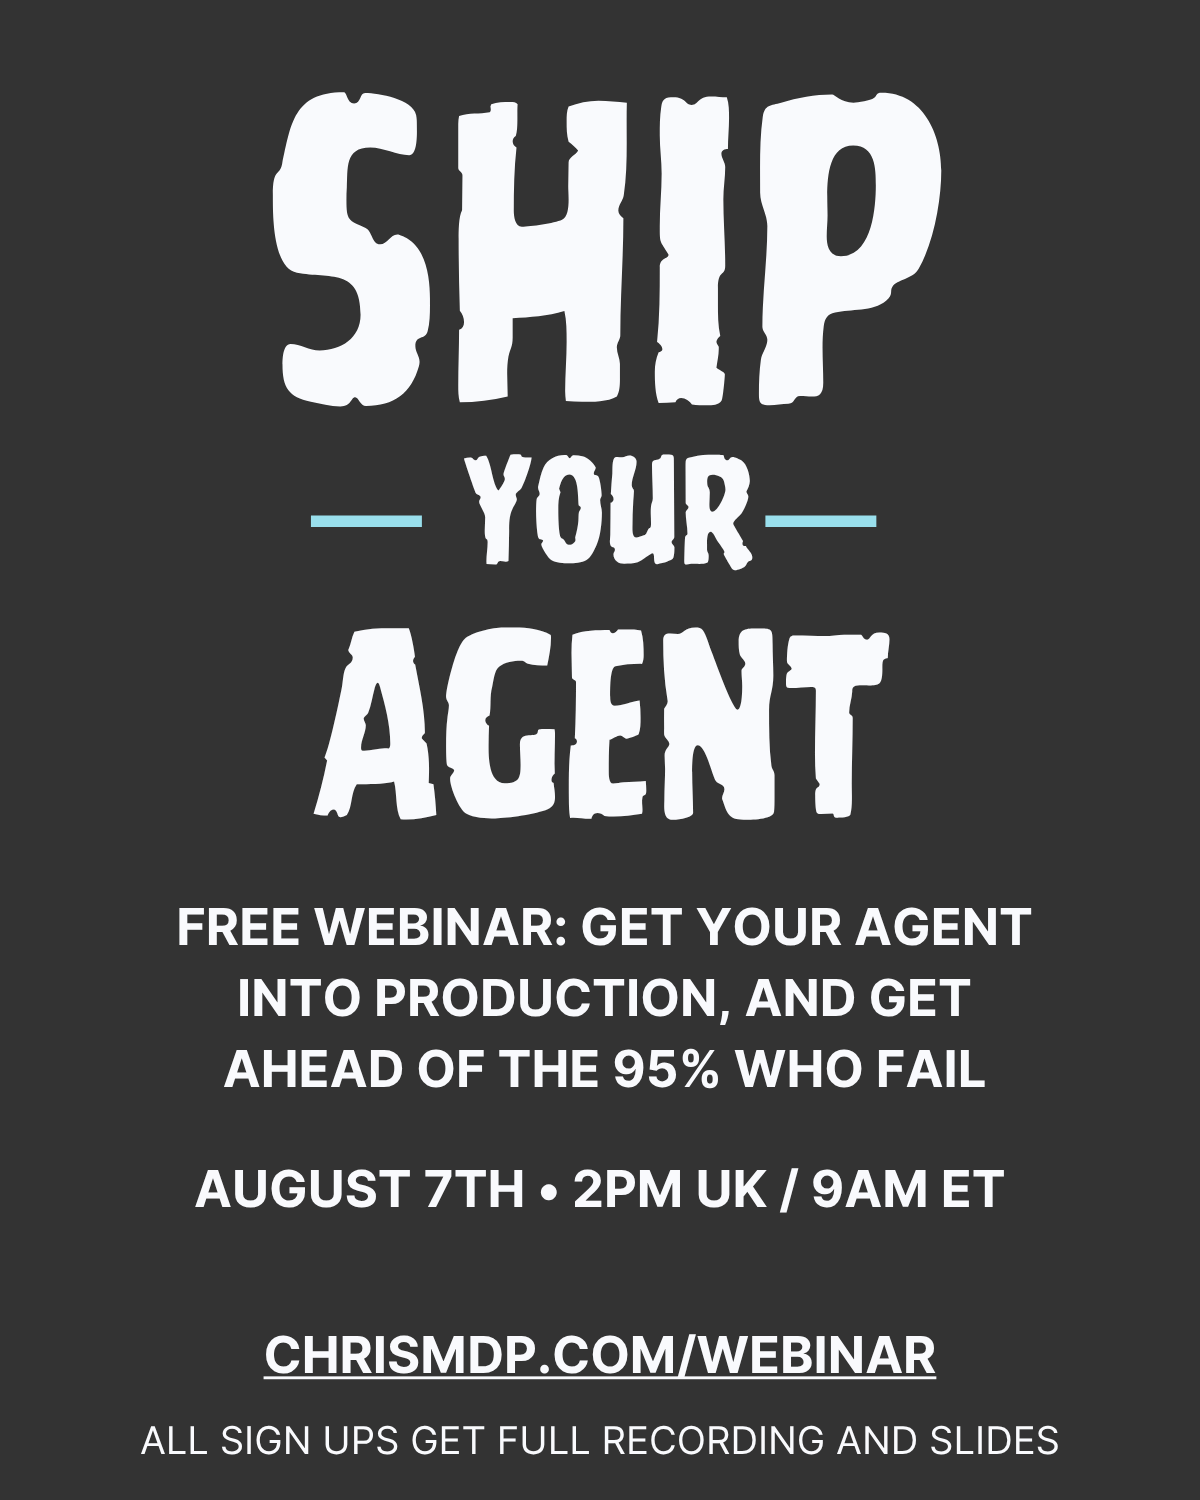 SHIP
YOUR
AGENT
FREE WEBINAR: GET YOUR AGENT
INTO PRODUCTION, AND GET
AHEAD OF THE 95% WHO FAIL
AUGUST 7TH • 2PM UK / 9AM ET
CHRISMDP.COM/WEBINAR
ALL SIGN UPS GET FULL RECORDING AND SLIDES